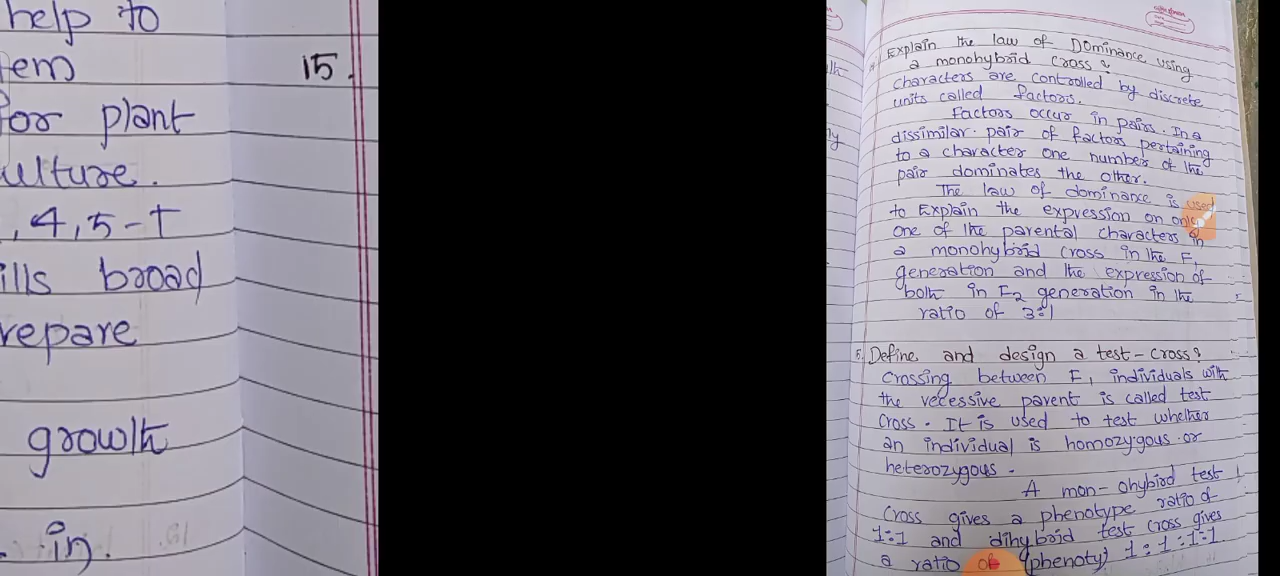 help to
em
15.
for plant
ulture.
, 4,5-t
ills broad
repare
growth
in.
Explain the law of Dominance using
a monohybrid cross?
characters are controlled by discrete
units called factors.
Factors occur in pairs. In a
dissimilar. pair of factors pertaining
to a character one number of the
pair dominates the other.
The law of dominance is used
to Explain the expression on only
one of the parental characters in
a monohybrid cross in the F1
generation and the expression of
both in F2 generation in the
ratio of 3:1
5. Define and design a test-cross?
crossing between F1 individuals with
the recessive parent is called test
cross. It is used to test whether
an individual is homozygous or
heterozygous.
A mon-ohybird test
cross gives a phenotype ratio of
1:1 and dihybrid test cross gives
a ratio of (phenoty) 1:1:1:1